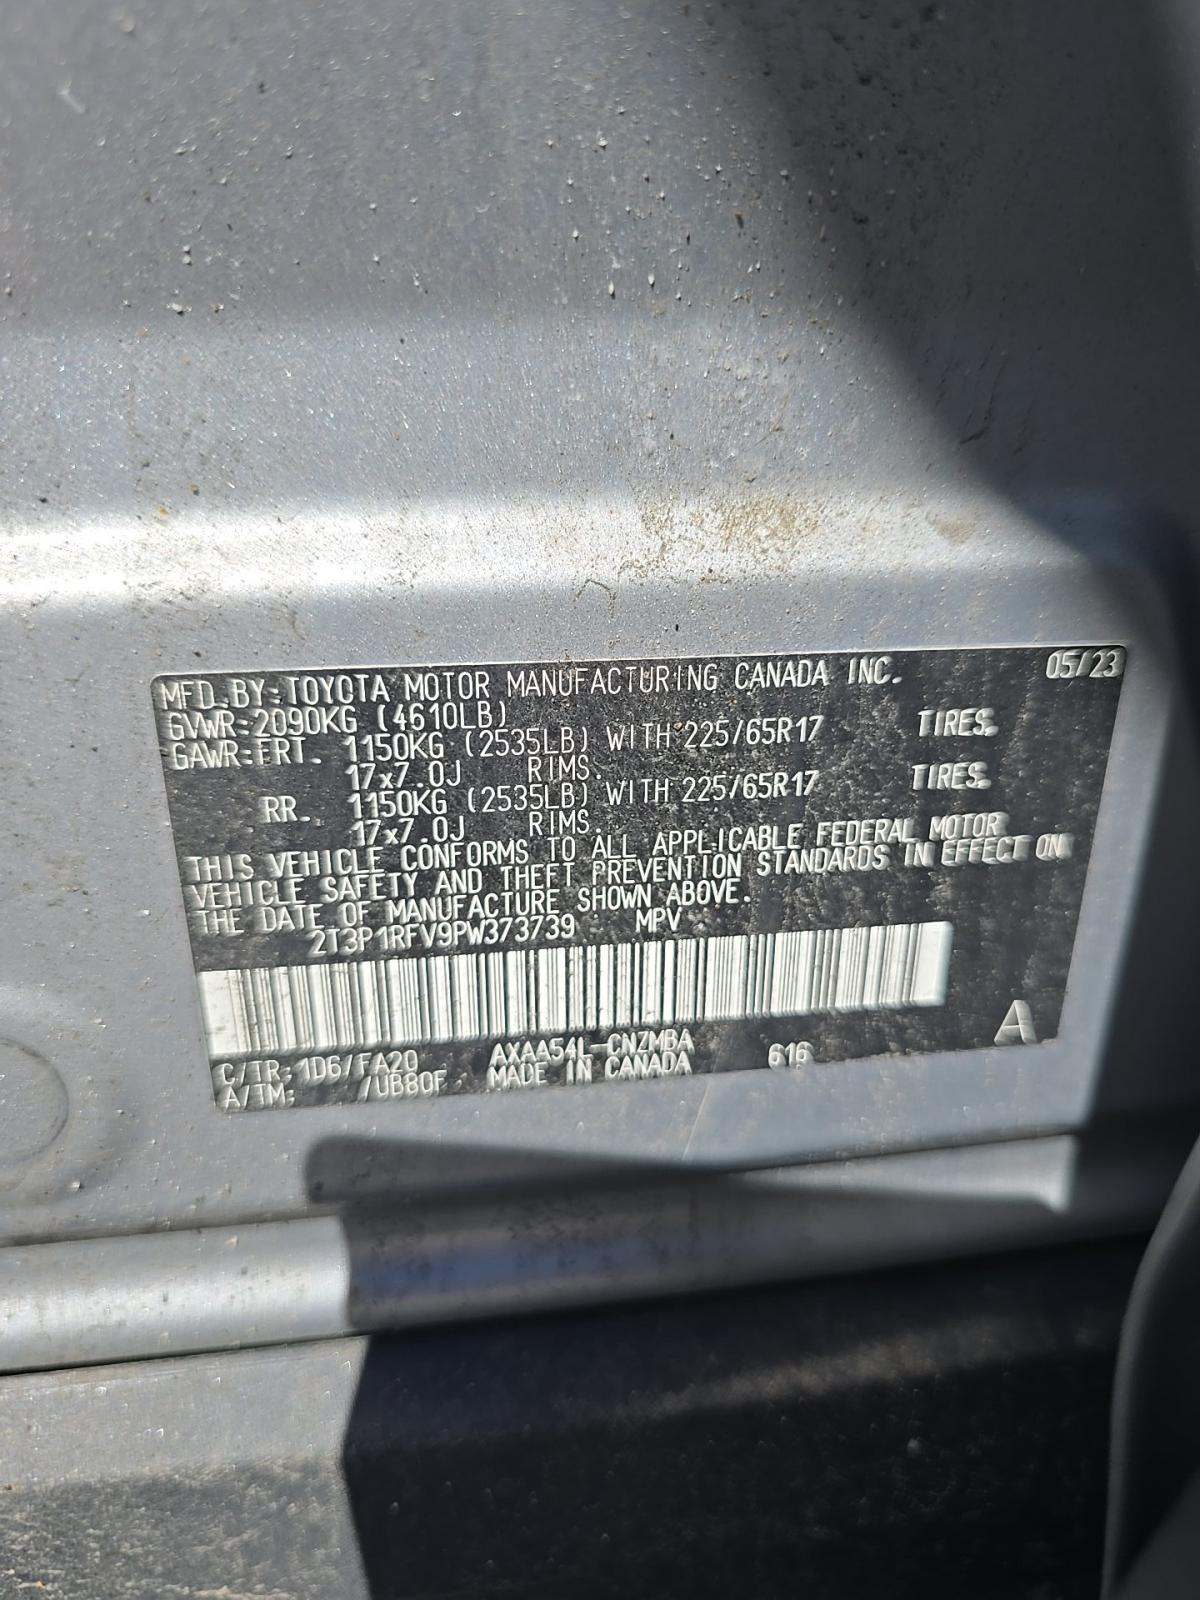 MFD. BY: TOYOTA MOTOR MANUFACTURING CANADA INC. 05/23
GVWR: 2090KG (4610LB)
GAWR: FRT. 1150KG (2535LB) WITH 225/65R17 TIRES.
17x7.0J RIMS.
RR. 1150KG (2535LB) WITH 225/65R17 TIRES.
17x7.0J RIMS.
THIS VEHICLE CONFORMS TO ALL APPLICABLE FEDERAL MOTOR
VEHICLE SAFETY AND THEFT PREVENTION STANDARDS IN EFFECT ON
THE DATE OF MANUFACTURE SHOWN ABOVE.
2T3P1RFV9PW373739 MPV
C/TR: 1D6/FA20 AXAA54L-CNZMBA 616 A
A/TM: /UB80F MADE IN CANADA